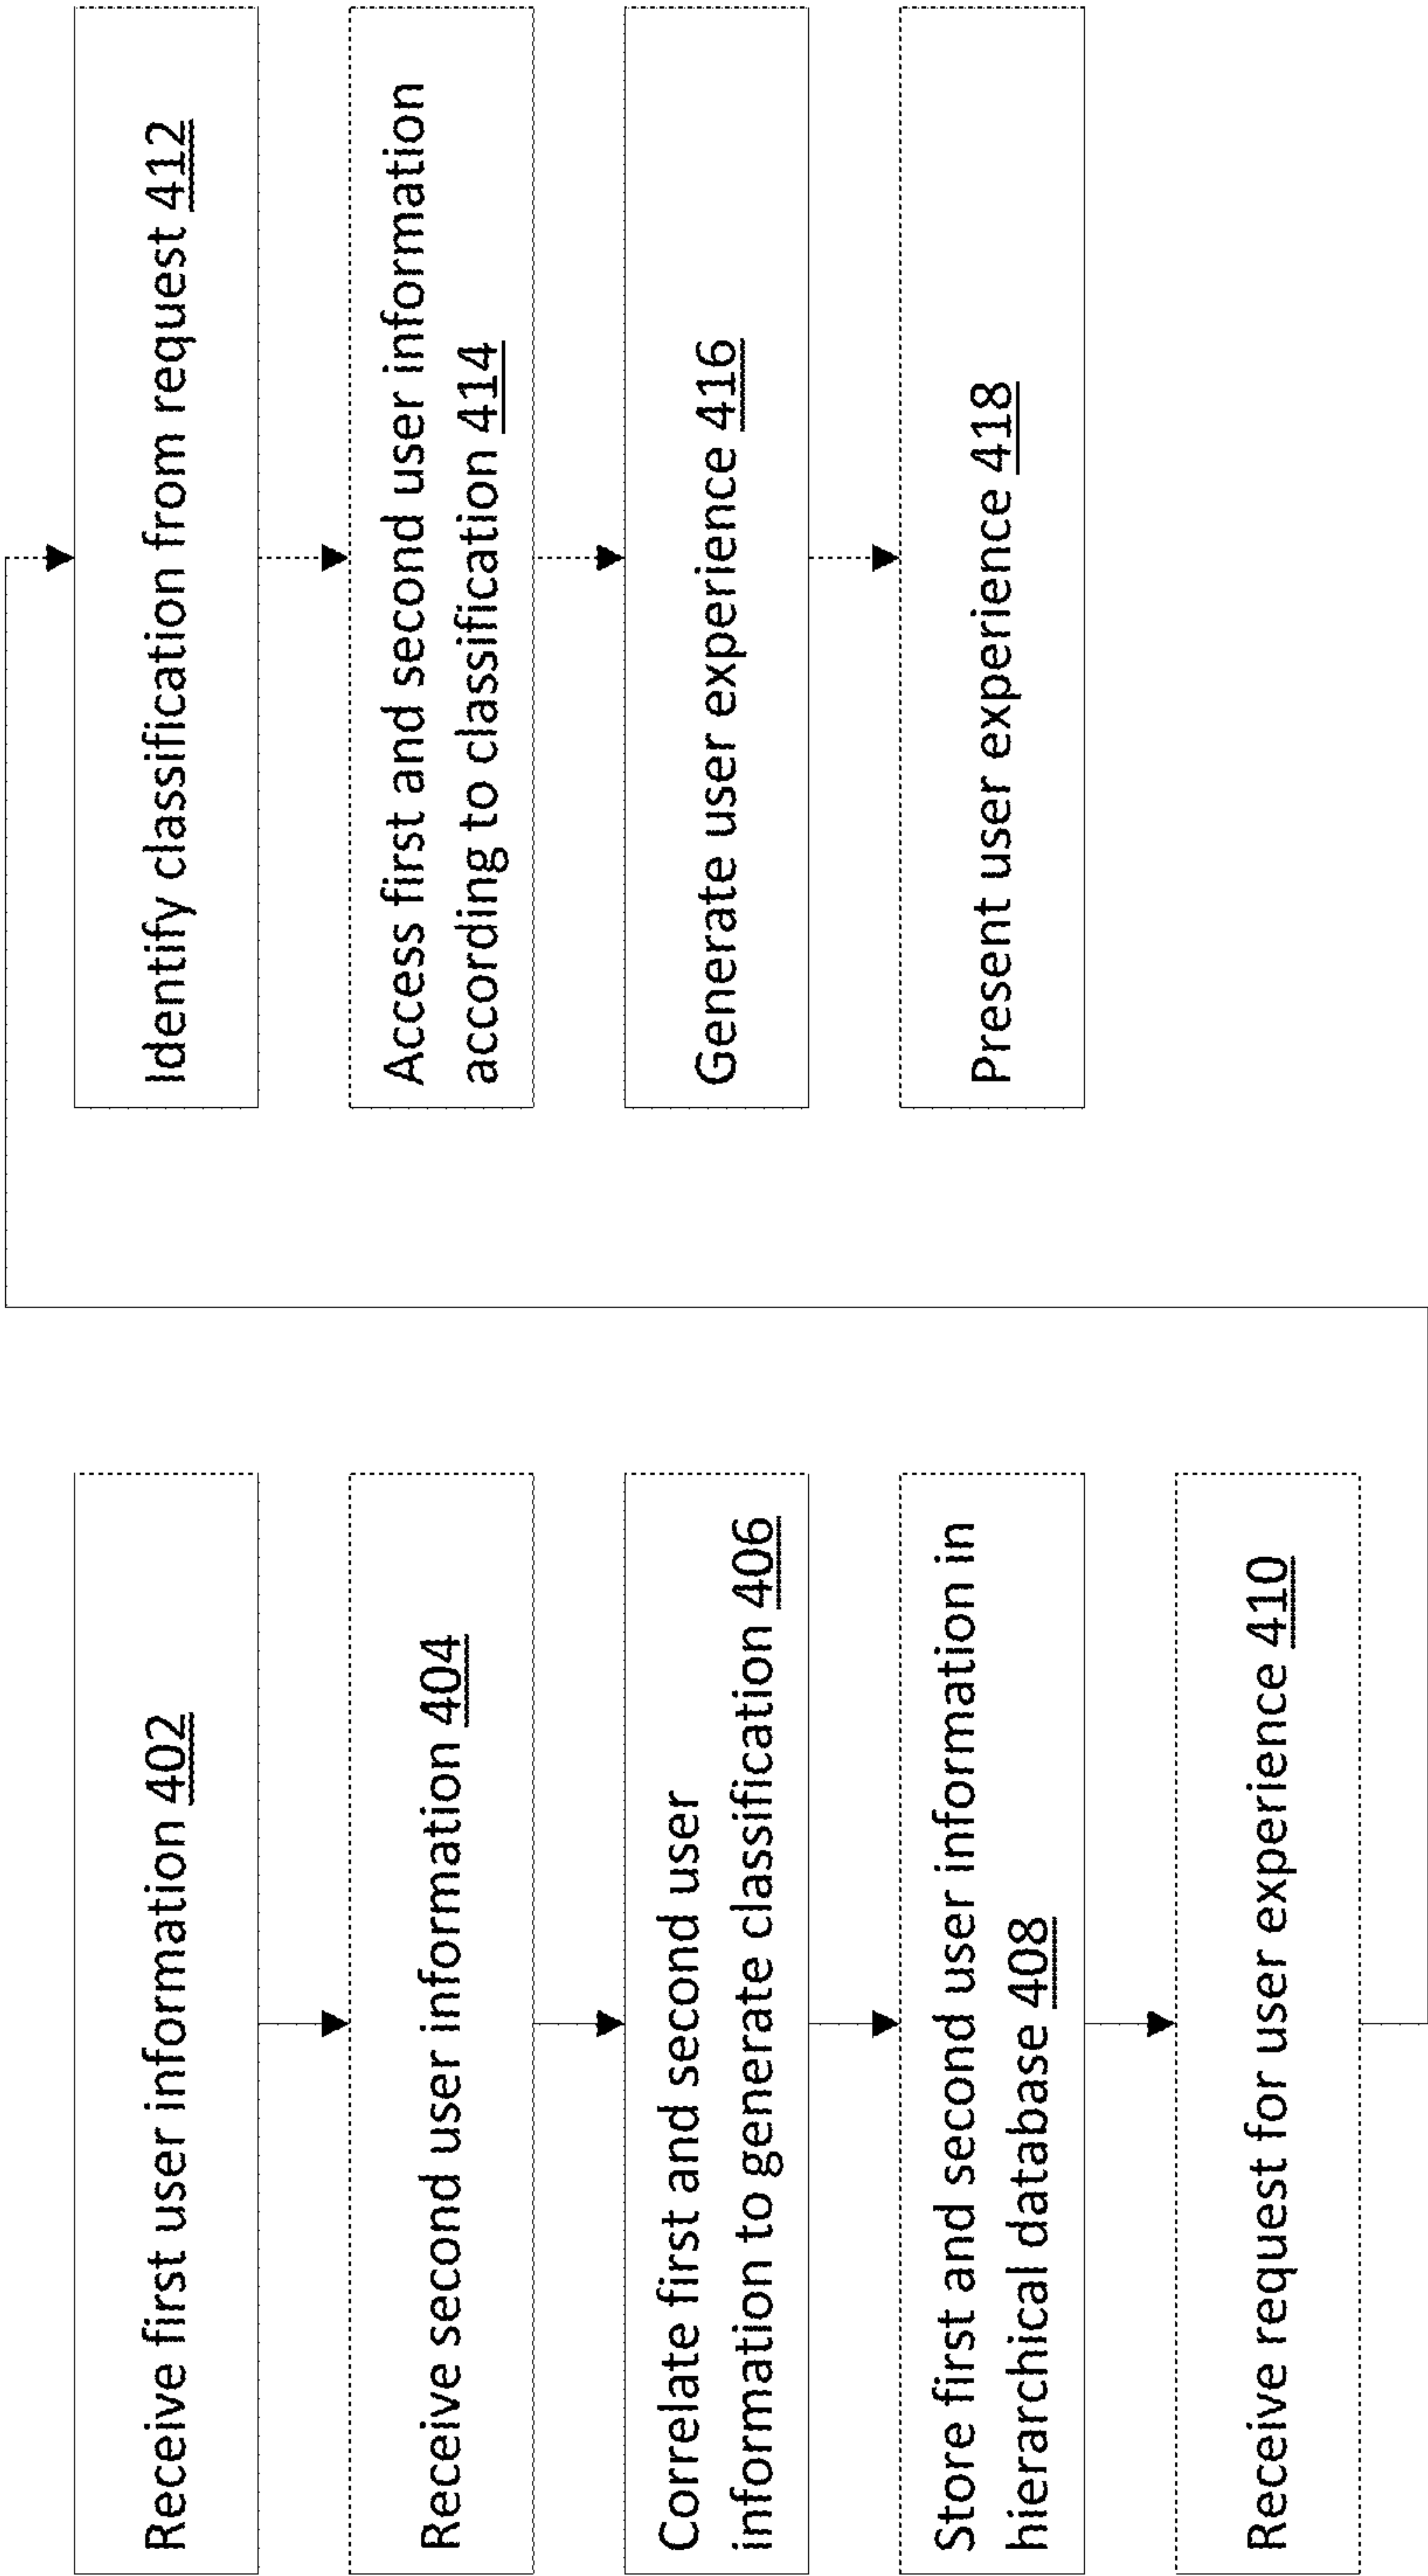 Receive first user information 402
Receive second user information 404
Correlate first and second user
information to generate classification 406
Store first and second user information in
hierarchical database 408
Receive request for user experience 410
Identify classification from request 412
Access first and second user information
according to classification 414
Generate user experience 416
Present user experience 418